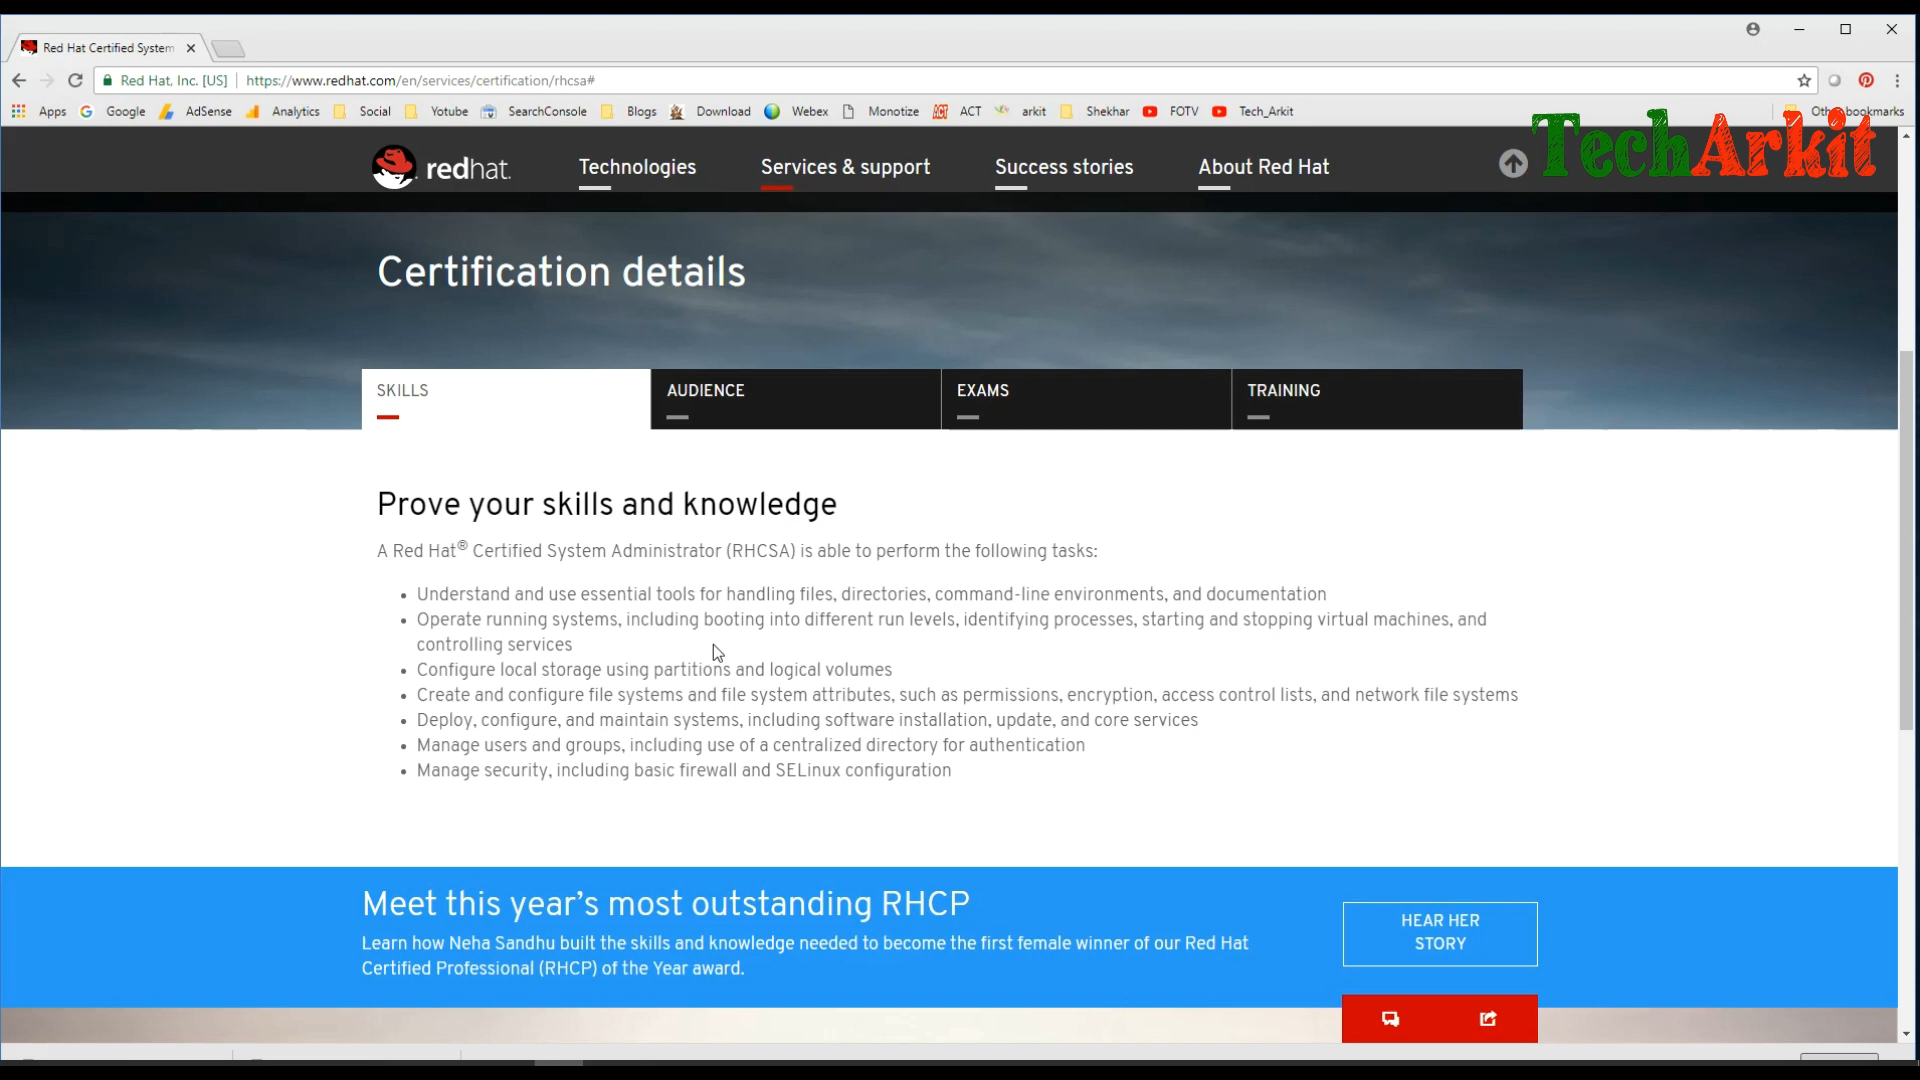 Red Hat Certified System
Red Hat, Inc. [US] https://www.redhat.com/en/services/certification/rhcsa#
Apps Google AdSense Analytics Social Yotube SearchConsole Blogs Download Webex Monetize ACT arkit Shekhar FOTV Tech_Arkit Other bookmarks
TechArkit
redhat. Technologies Services & support Success stories About Red Hat
Certification details
SKILLS AUDIENCE EXAMS TRAINING
Prove your skills and knowledge
A Red Hat® Certified System Administrator (RHCSA) is able to perform the following tasks:
• Understand and use essential tools for handling files, directories, command-line environments, and documentation
• Operate running systems, including booting into different run levels, identifying processes, starting and stopping virtual machines, and
controlling services
• Configure local storage using partitions and logical volumes
• Create and configure file systems and file system attributes, such as permissions, encryption, access control lists, and network file systems
• Deploy, configure, and maintain systems, including software installation, update, and core services
• Manage users and groups, including use of a centralized directory for authentication
• Manage security, including basic firewall and SELinux configuration
Meet this year’s most outstanding RHCP
Learn how Neha Sandhu built the skills and knowledge needed to become the first female winner of our Red Hat
Certified Professional (RHCP) of the Year award.
HEAR HER
STORY